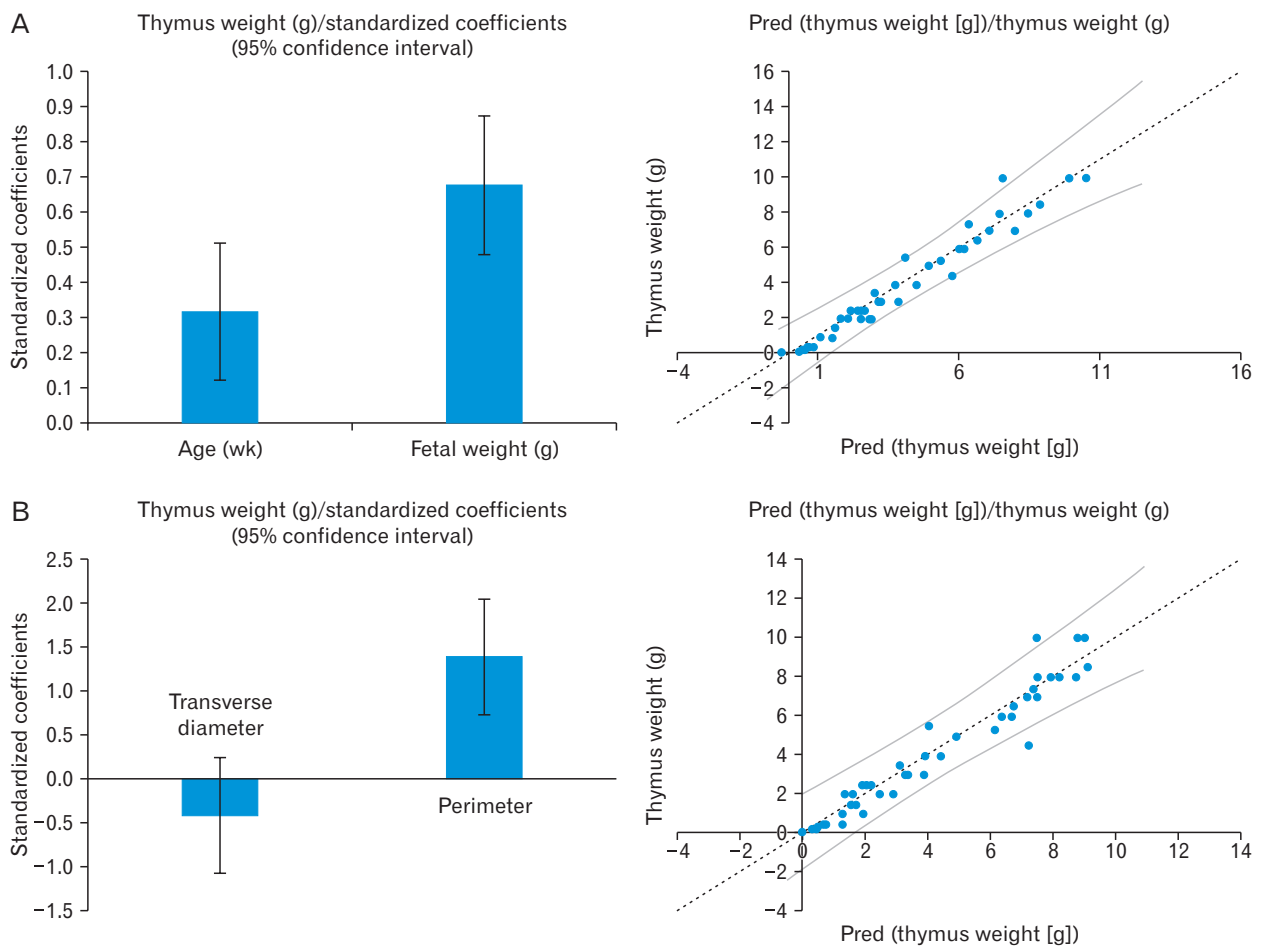 A
Thymus weight (g)/standardized coefficients
(95% confidence interval)
Standardized coefficients
1.0
0.9
0.8
0.7
0.6
0.5
0.4
0.3
0.2
0.1
0.0
Age (wk)
Fetal weight (g)
Pred (thymus weight [g])/thymus weight (g)
Thymus weight (g)
16
14
12
10
8
6
4
2
0
−2
−4
−4
1
6
11
16
Pred (thymus weight [g])
B
Thymus weight (g)/standardized coefficients
(95% confidence interval)
Standardized coefficients
2.5
2.0
1.5
1.0
0.5
0.0
−0.5
−1.0
−1.5
Transverse
diameter
Perimeter
Pred (thymus weight [g])/thymus weight (g)
Thymus weight (g)
14
12
10
8
6
4
2
0
−2
−4
−4
−2
0
2
4
6
8
10
12
14
Pred (thymus weight [g])